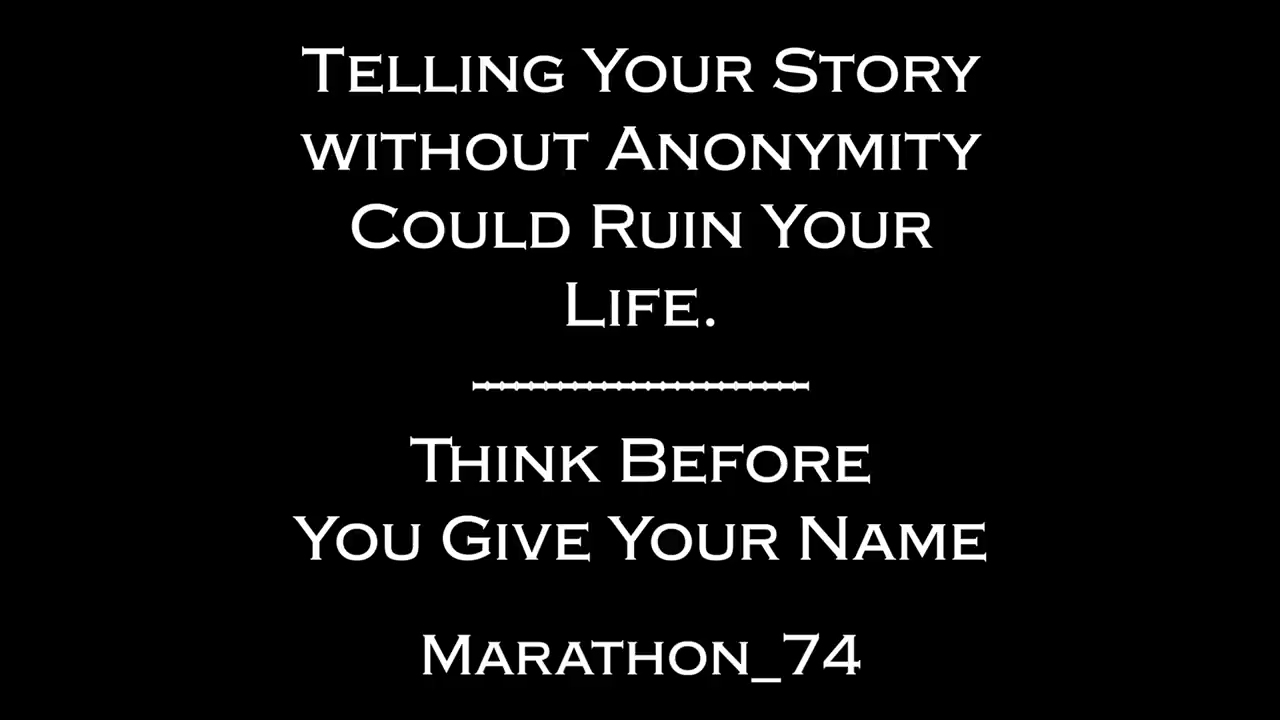 Telling Your Story
without Anonymity
Could Ruin Your
Life.
-----------------------
Think Before
You Give Your Name
Marathon_74